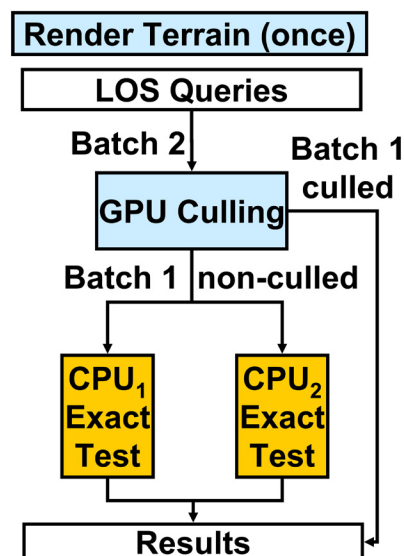 Render Terrain (once)
LOS Queries
Batch 2
Batch 1
culled
GPU Culling
Batch 1 non-culled
CPU₁
Exact
Test
CPU₂
Exact
Test
Results